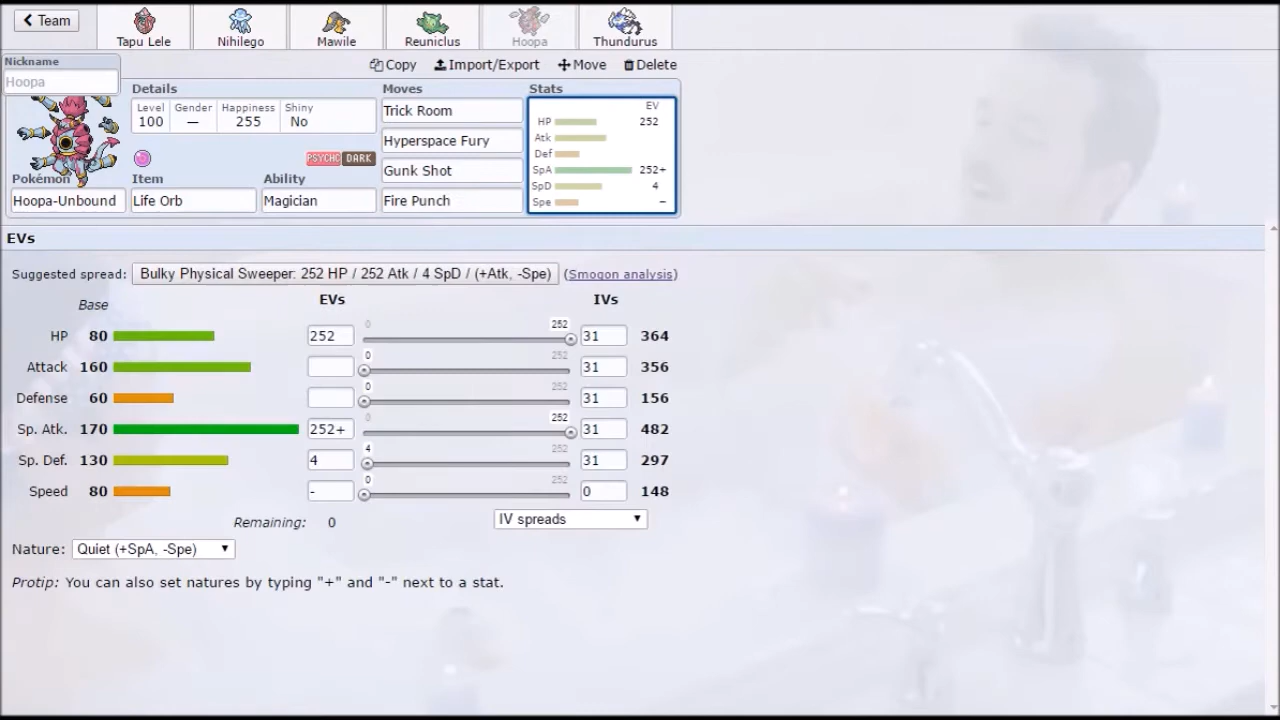 Team
Tapu Lele
Nihilego
Mawile
Reuniclus
Hoopa
Thundurus
Nickname
Hoopa
Copy Import/Export Move Delete
Details
Level Gender Happiness Shiny
100 — 255 No
PSYCHC DARK
Pokémon
Hoopa-Unbound
Item
Life Orb
Ability
Magician
Moves
Trick Room
Hyperspace Fury
Gunk Shot
Fire Punch
Stats
EV
HP 252
Atk
Def
SpA 252+
SpD 4
Spe –
EVs
Suggested spread: Bulky Physical Sweeper: 252 HP / 252 Atk / 4 SpD / (+Atk, -Spe) (Smogon analysis)
Base EVs IVs
HP 80 252 0 252 31 364
Attack 160 0 252 31 356
Defense 60 0 252 31 156
Sp. Atk. 170 252+ 0 252 31 482
Sp. Def. 130 4 4 252 31 297
Speed 80 - 0 252 0 148
Remaining: 0 IV spreads
Nature: Quiet (+SpA, -Spe)
Protip: You can also set natures by typing "+" and "-" next to a stat.